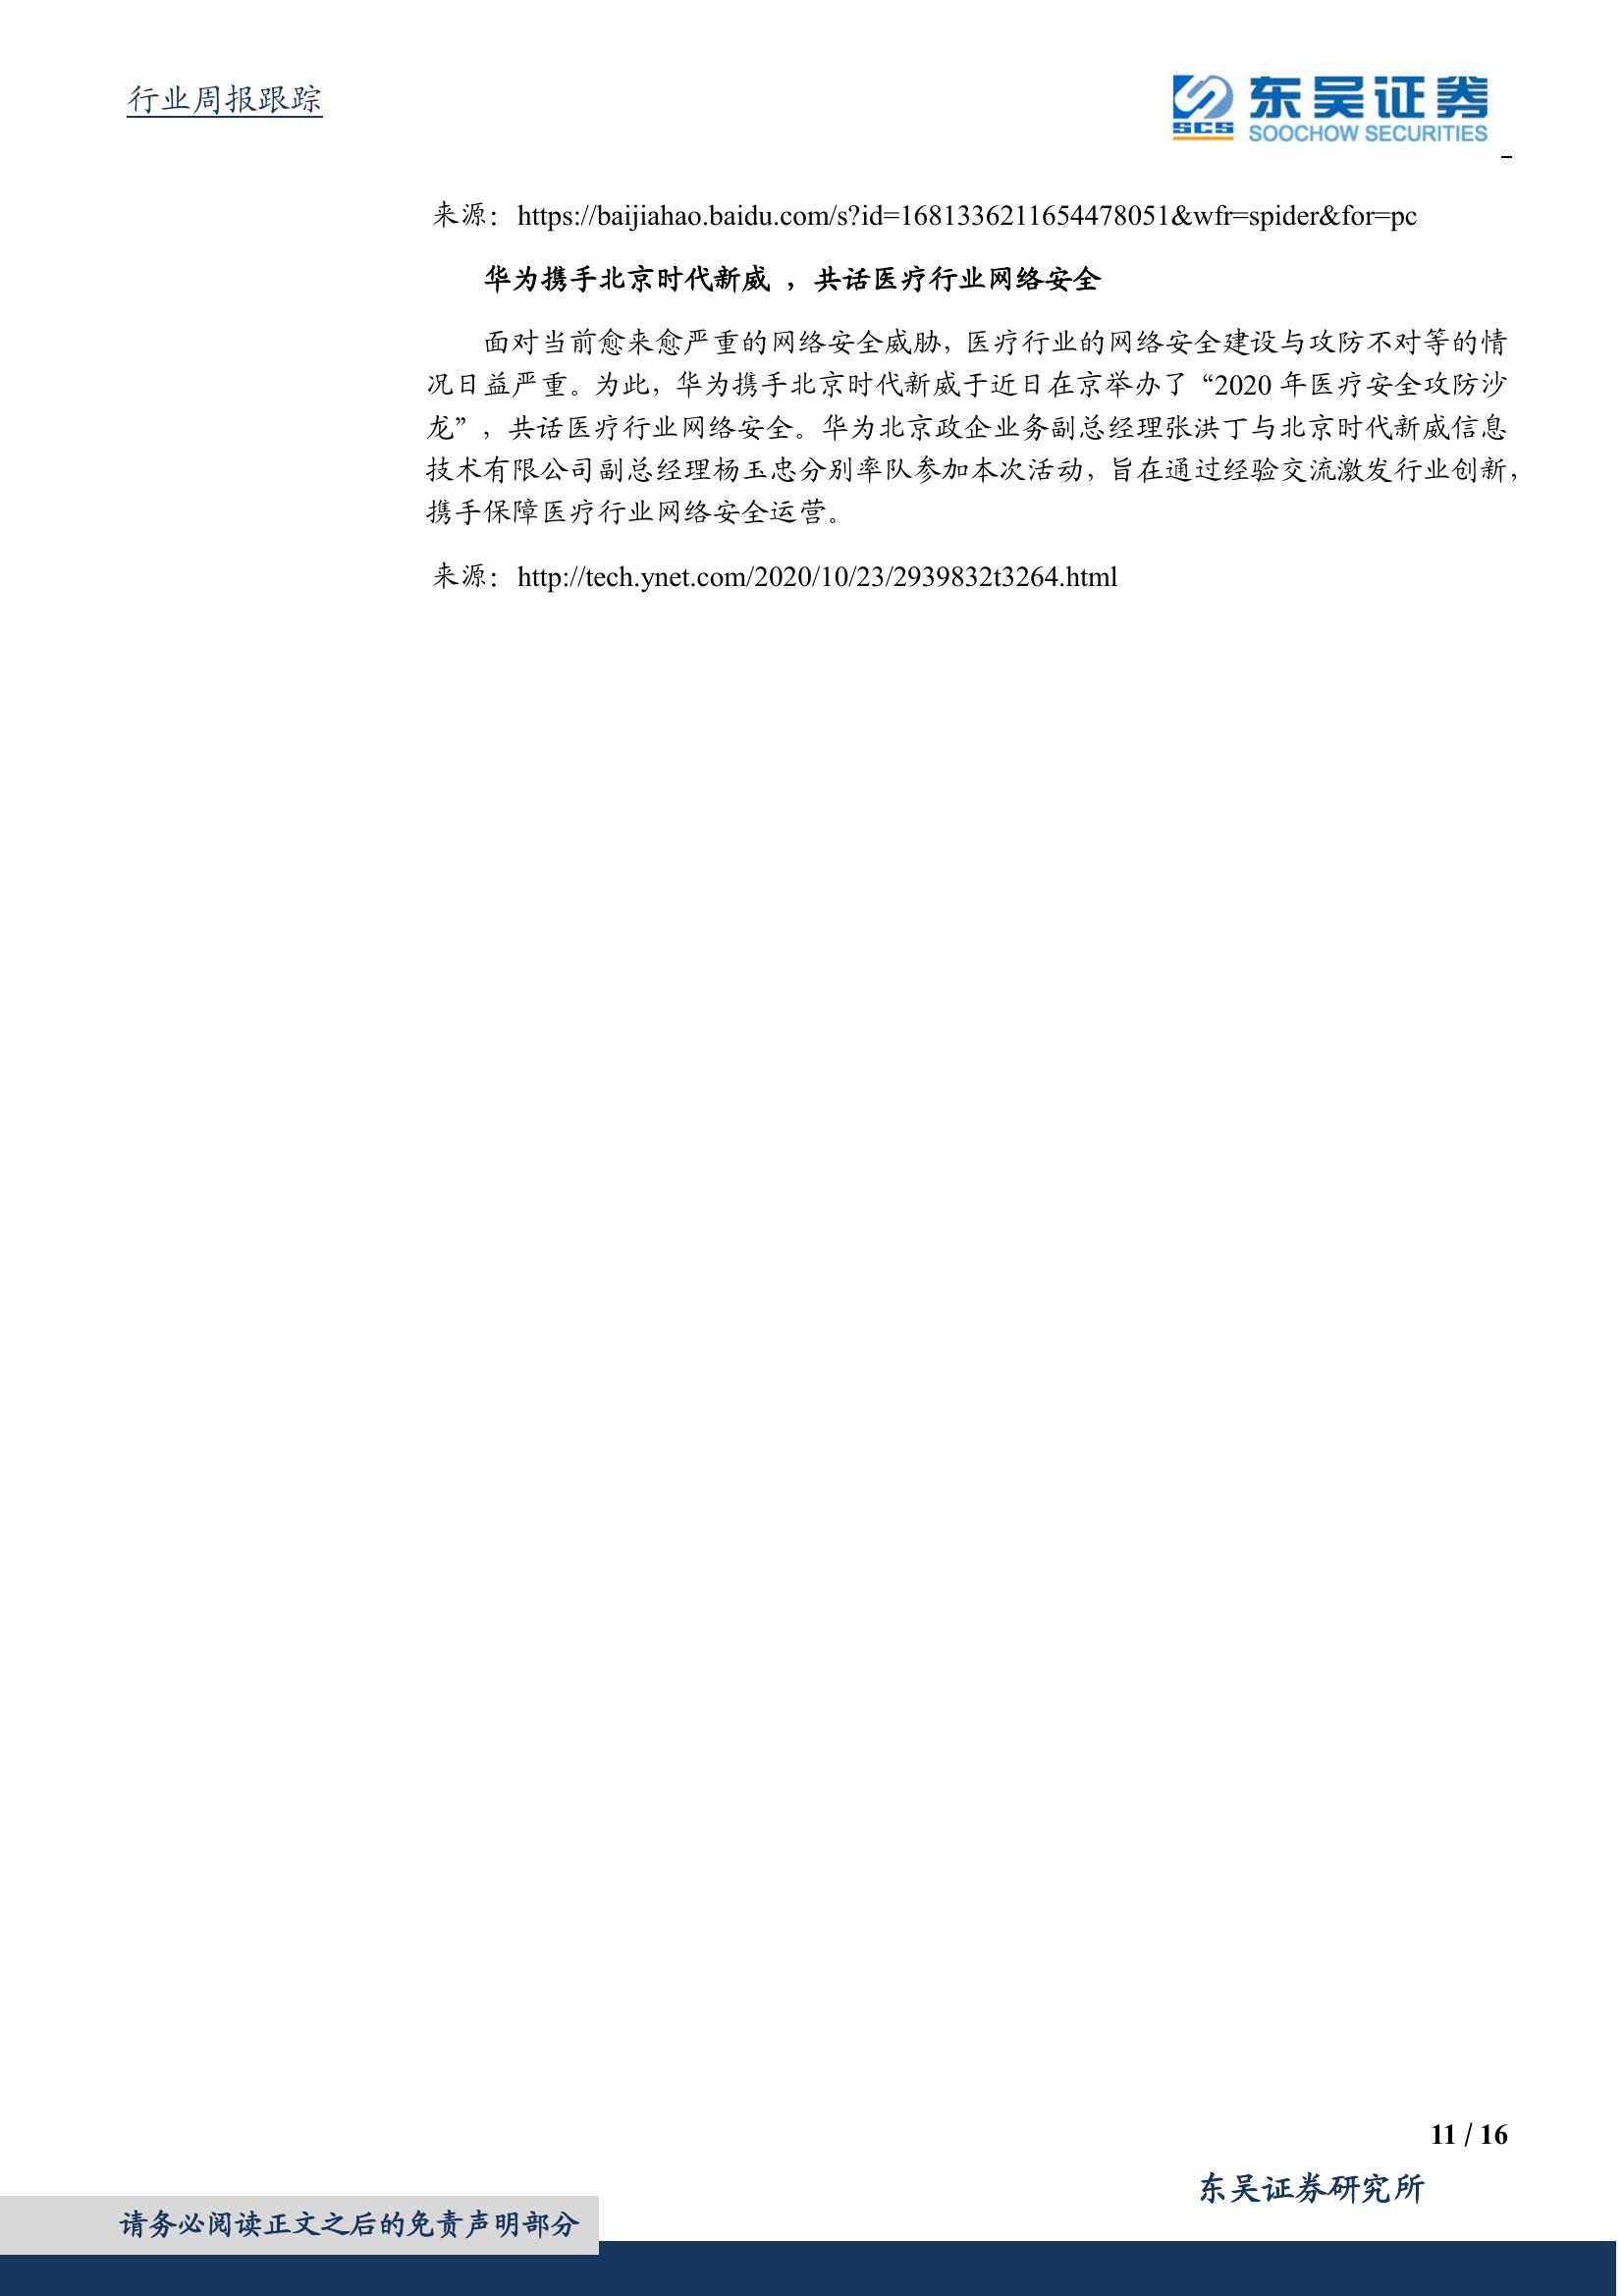 行业周报跟踪
东吴证券
SCS
SOOCHOW SECURITIES
来源：https://baijiahao.baidu.com/s?id=1681336211654478051&wfr=spider&for=pc
华为携手北京时代新威 ，共话医疗行业网络安全
面对当前愈来愈严重的网络安全威胁，医疗行业的网络安全建设与攻防不对等的情
况日益严重。为此，华为携手北京时代新威于近日在京举办了“2020 年医疗安全攻防沙
龙”，共话医疗行业网络安全。华为北京政企业务副总经理张洪丁与北京时代新威信息
技术有限公司副总经理杨玉忠分别率队参加本次活动，旨在通过经验交流激发行业创新，
携手保障医疗行业网络安全运营。
来源：http://tech.ynet.com/2020/10/23/2939832t3264.html
11 / 16
东吴证券研究所
请务必阅读正文之后的免责声明部分